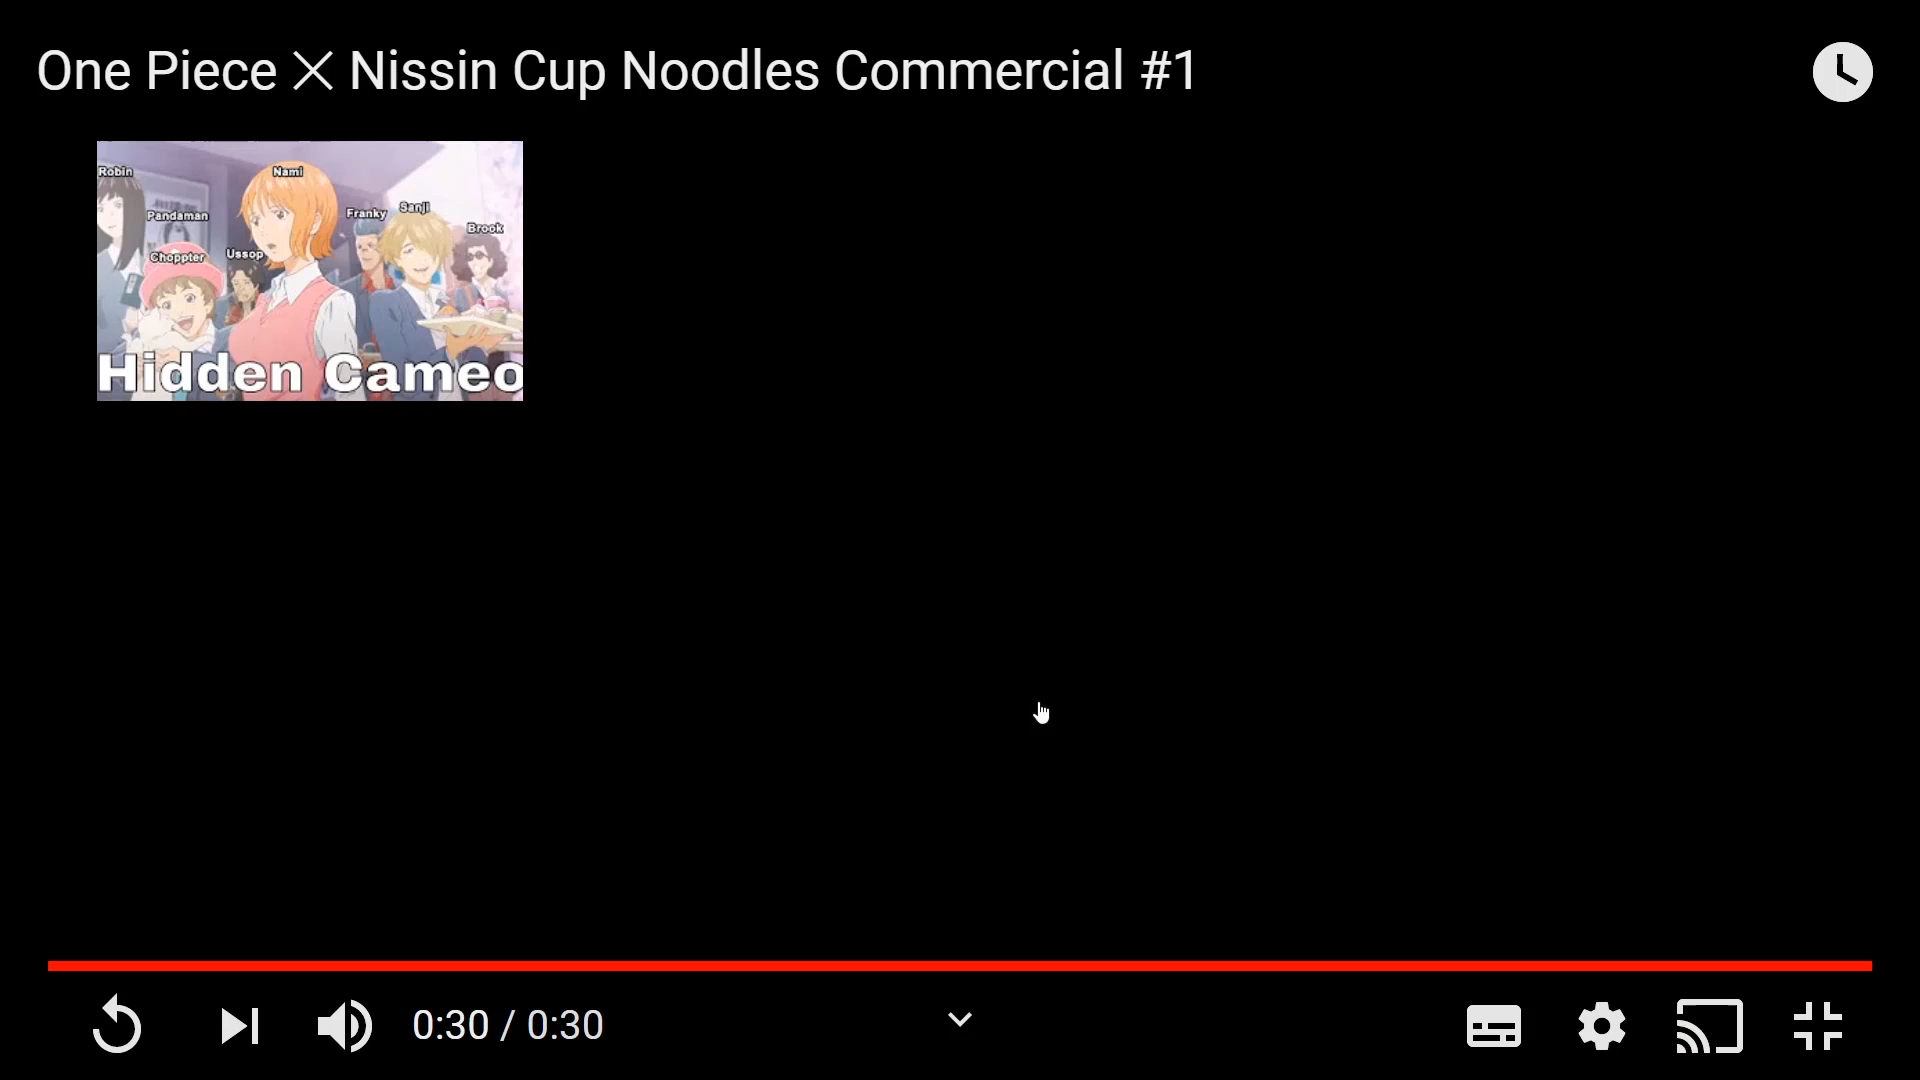 One Piece ✕ Nissin Cup Noodles Commercial #1
Robin
Nami
Pandaman
Franky
Sanji
Brook
Choppter
Ussop
Hidden Cameo
0:30 / 0:30